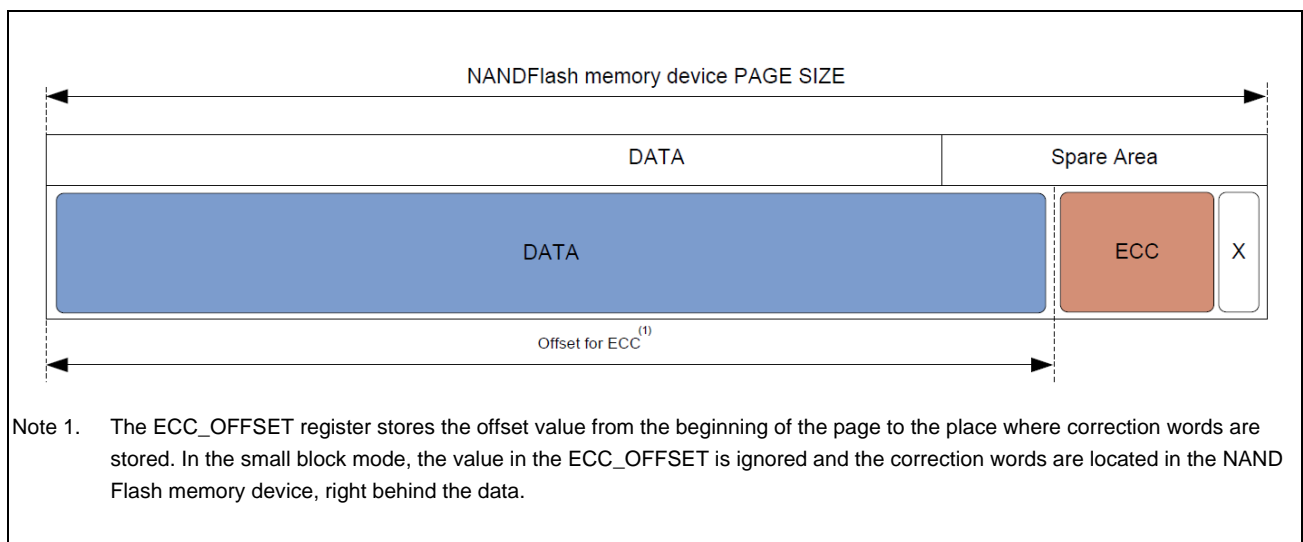 NANDFlash memory device PAGE SIZE
DATA
Spare Area
DATA
ECC
X
Offset for ECC(1)
Note 1. The ECC_OFFSET register stores the offset value from the beginning of the page to the place where correction words are
stored. In the small block mode, the value in the ECC_OFFSET is ignored and the correction words are located in the NAND
Flash memory device, right behind the data.